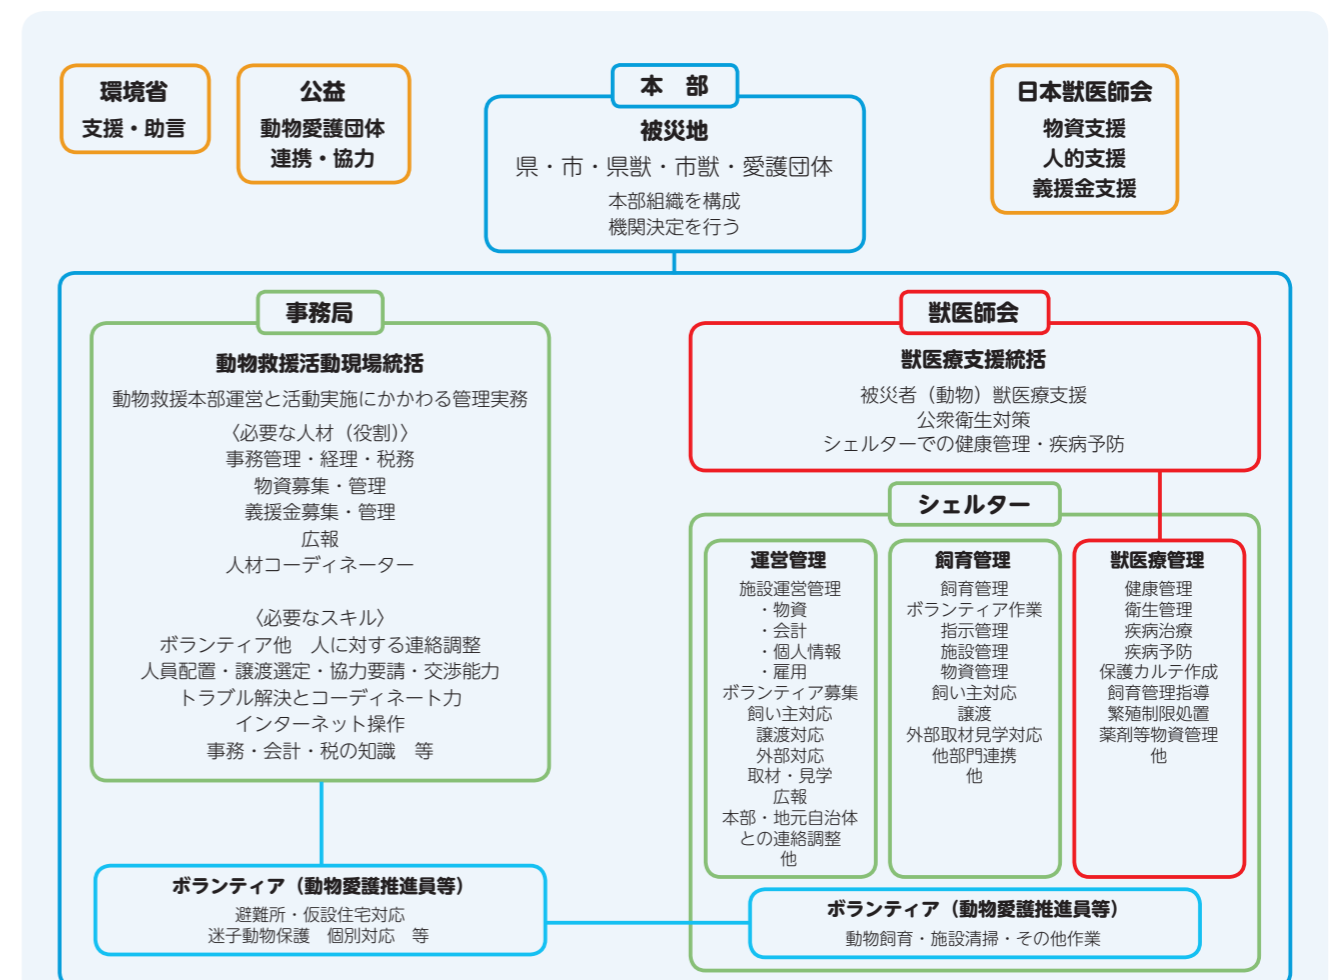 環境省
支援・助言
公益
動物愛護団体
連携・協力
本　部
被災地
県・市・県獣・市獣・愛護団体
本部組織を構成
機関決定を行う
日本獣医師会
物資支援
人的支援
義援金支援
事務局
動物救援活動現場統括
動物救援本部運営と活動実施にかかわる管理実務
〈必要な人材（役割）〉
事務管理・経理・税務
物資募集・管理
義援金募集・管理
広報
人材コーディネーター
〈必要なスキル〉
ボランティア他　人に対する連絡調整
人員配置・譲渡選定・協力要請・交渉能力
トラブル解決とコーディネート力
インターネット操作
事務・会計・税の知識　等
獣医師会
獣医療支援統括
被災者（動物）獣医療支援
公衆衛生対策
シェルターでの健康管理・疾病予防
シェルター
運営管理
施設運営管理
・物資
・会計
・個人情報
・雇用
ボランティア募集
飼い主対応
譲渡対応
外部対応
取材・見学
広報
本部・地元自治体
との連絡調整
他
飼育管理
飼育管理
ボランティア作業
指示管理
施設管理
物資管理
飼い主対応
譲渡
外部取材見学対応
他部門連携
他
獣医療管理
健康管理
衛生管理
疾病治療
疾病予防
保護カルテ作成
飼育管理指導
繁殖制限処置
薬剤等物資管理
他
ボランティア（動物愛護推進員等）
避難所・仮設住宅対応
迷子動物保護　個別対応　等
ボランティア（動物愛護推進員等）
動物飼育・施設清掃・その他作業